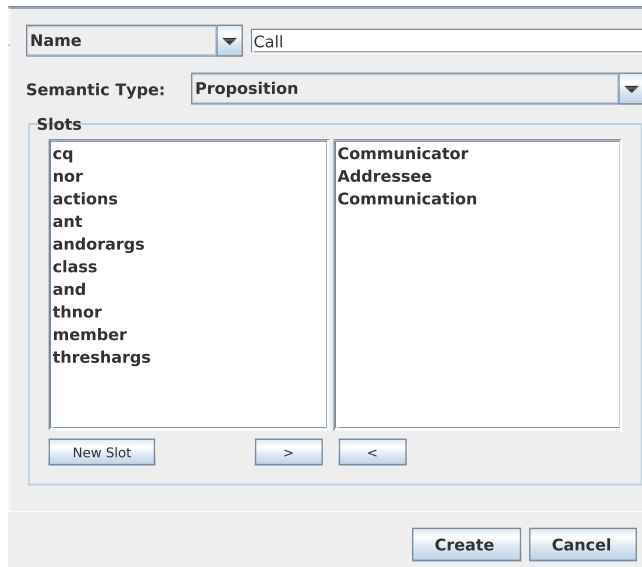 Name Call
Semantic Type: Proposition
Slots
cq
nor
actions
ant
andorargs
class
and
thnor
member
threshargs
Communicator
Addressee
Communication
New Slot > <
Create Cancel